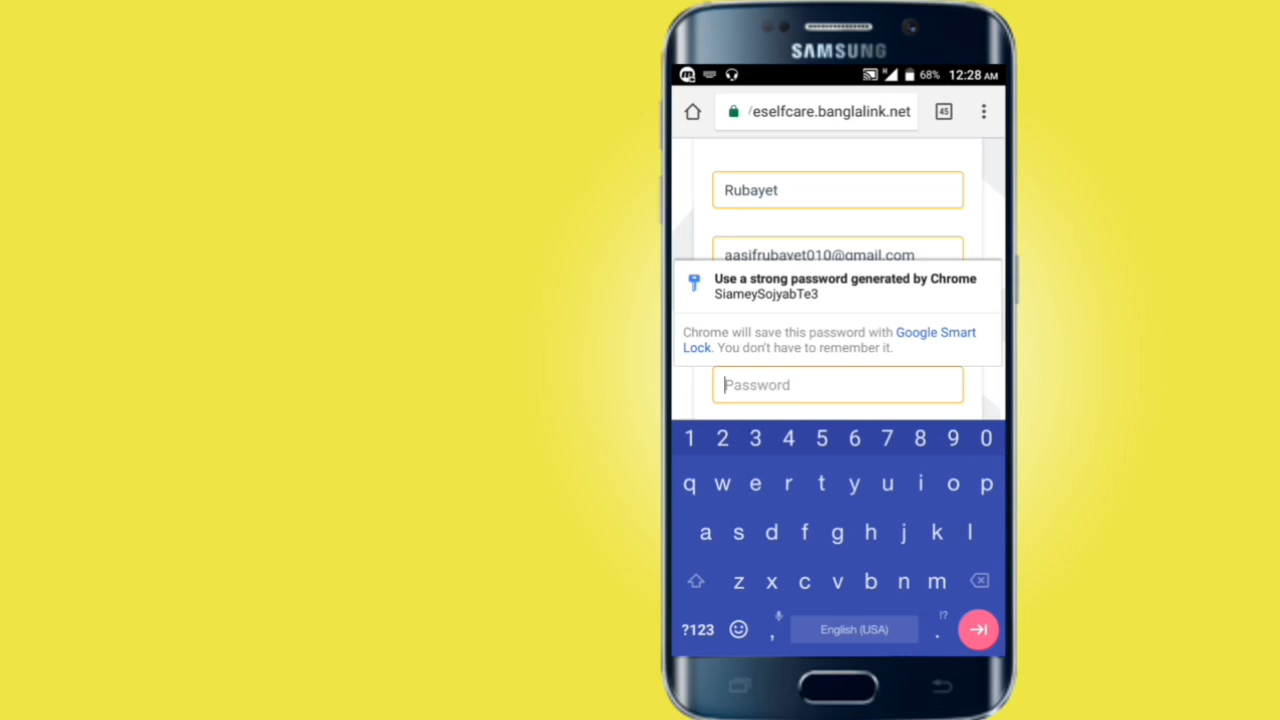 SAMSUNG
68% 12:28 AM
/eselfcare.banglalink.net 45
Rubayet
aasifrubayet010@gmail.com
Use a strong password generated by Chrome
SiameySojyabTe3
Chrome will save this password with Google Smart
Lock. You don't have to remember it.
Password
1 2 3 4 5 6 7 8 9 0
q w e r t y u i o p
a s d f g h j k l
z x c v b n m
!?
?123 , English (USA) .